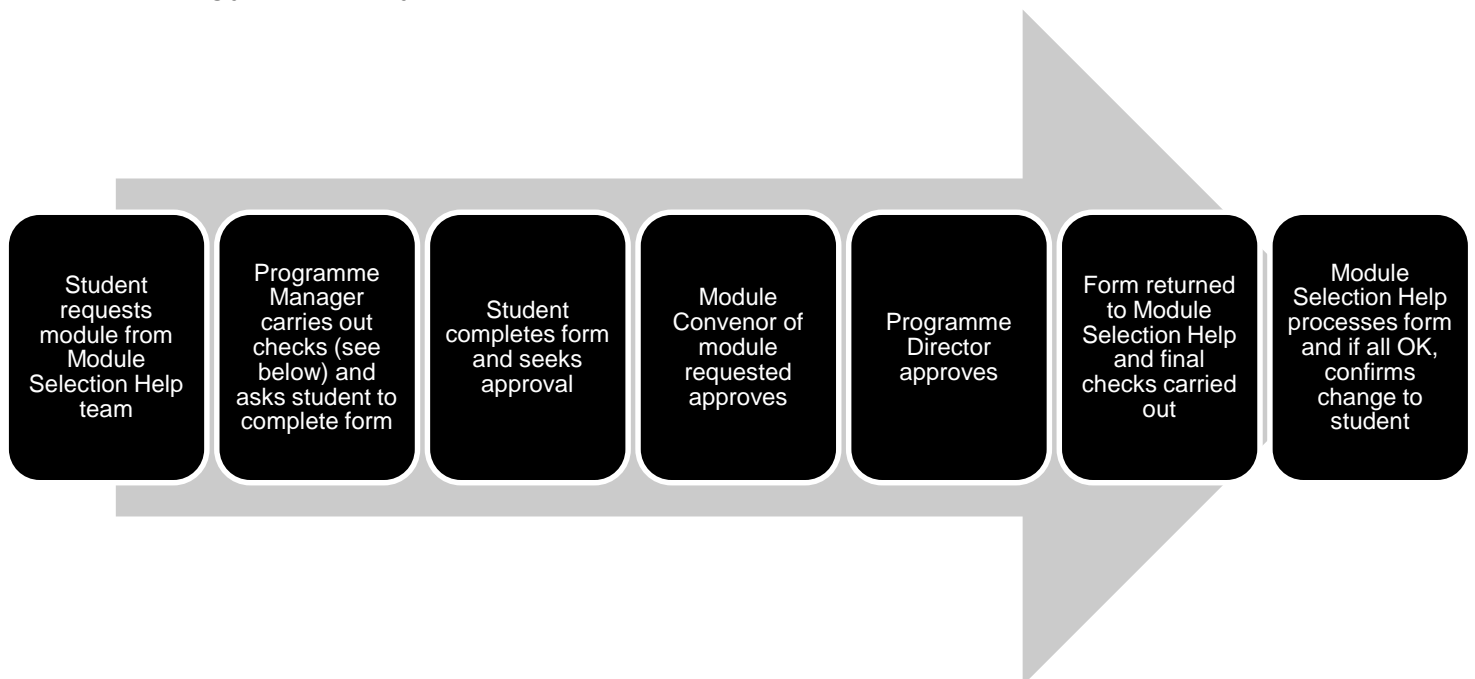 Student
requests
module from
Module
Selection Help
team
Programme
Manager
carries out
checks (see
below) and
asks student to
complete form
Student
completes form
and seeks
approval
Module
Convenor of
module
requested
approves
Programme
Director
approves
Form returned
to Module
Selection Help
and final
checks carried
out
Module
Selection Help
processes form
and if all OK,
confirms
change to
student